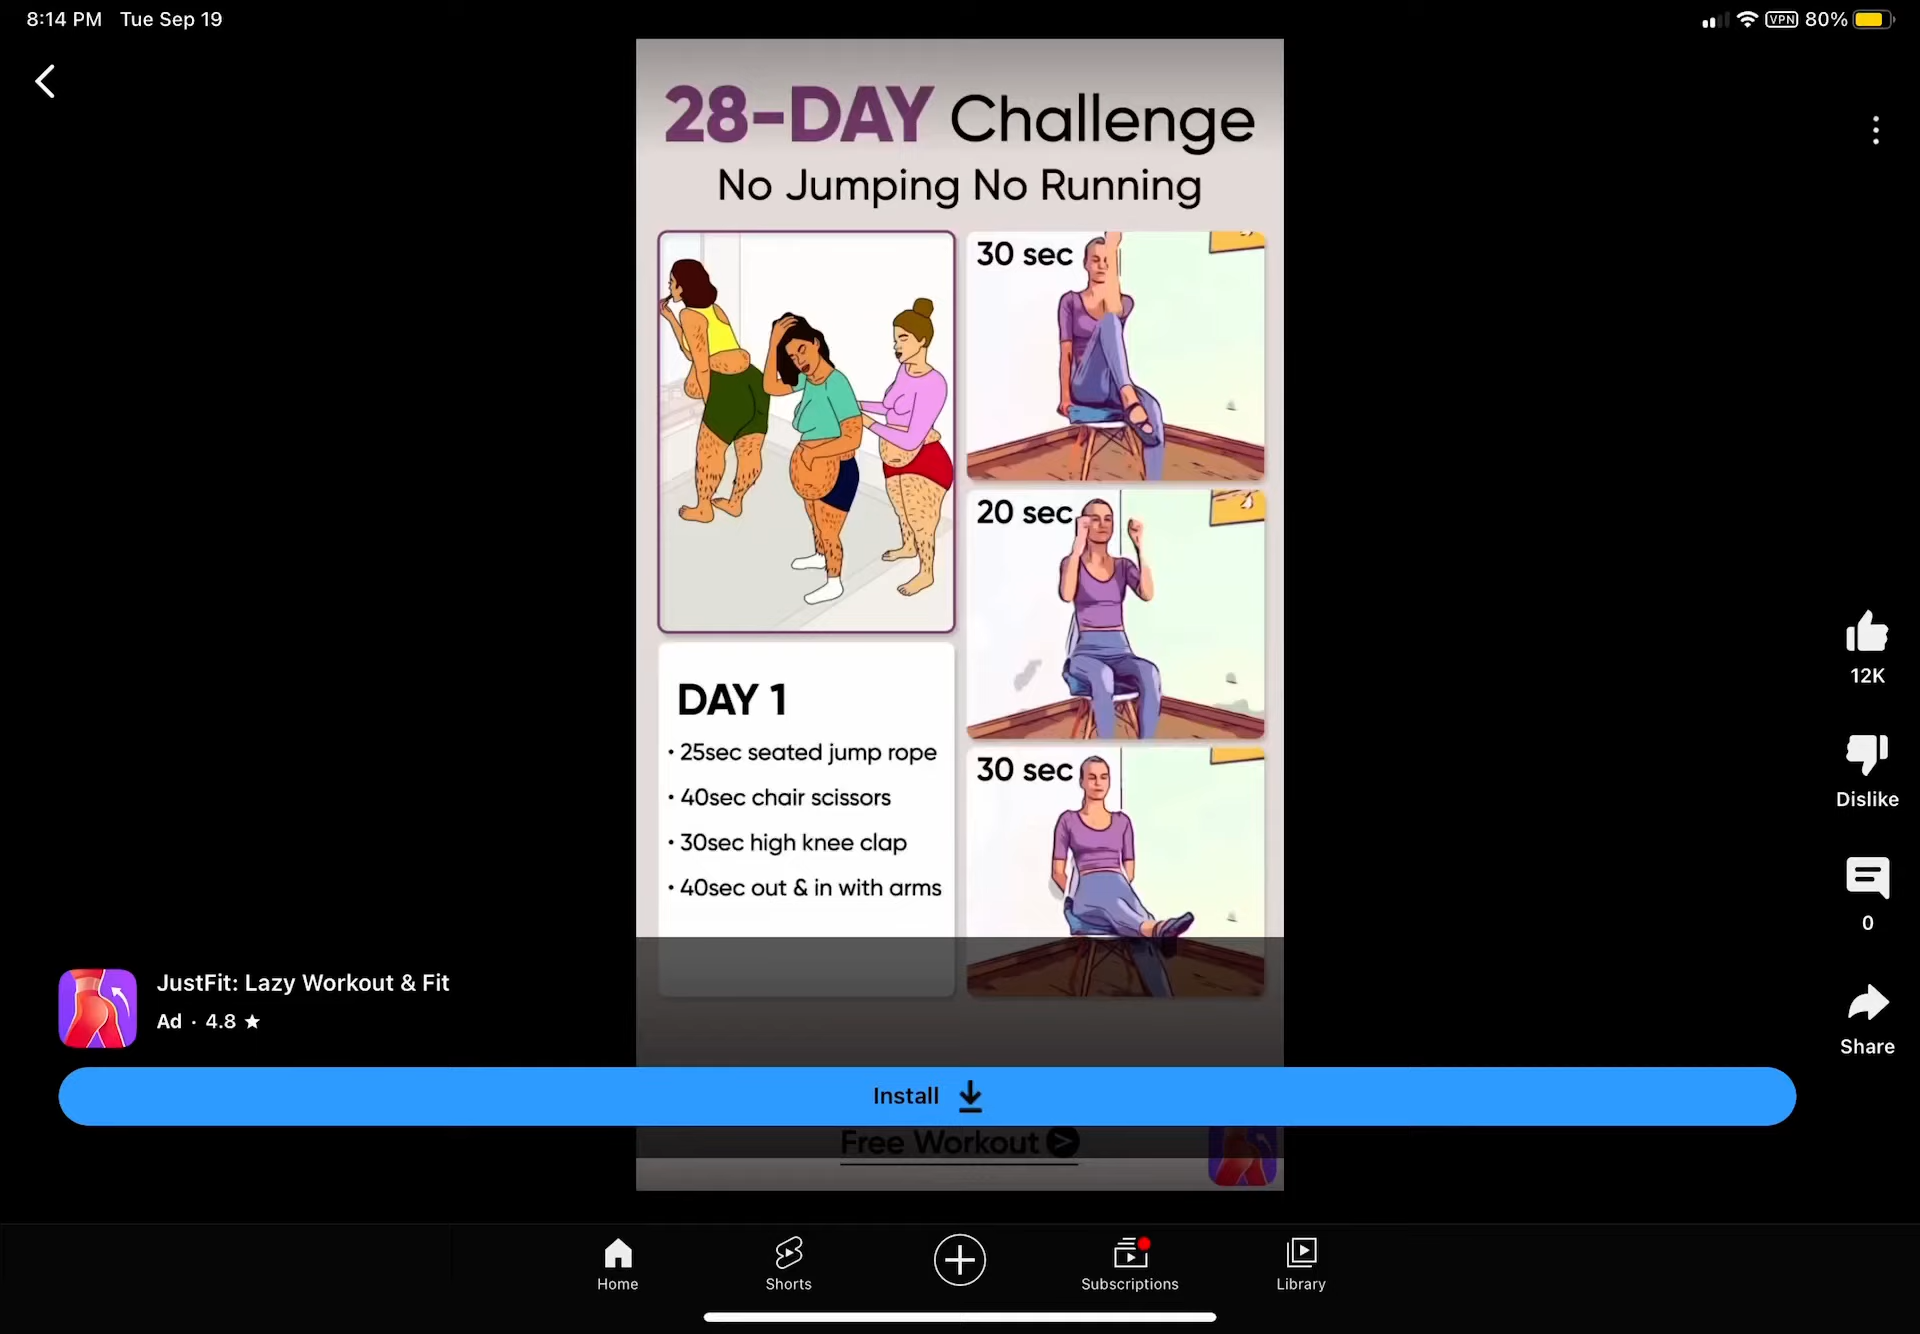 8:14 PM Tue Sep 19
VPN 80%
28-DAY Challenge
No Jumping No Running
30 sec
20 sec
30 sec
DAY 1
• 25sec seated jump rope
• 40sec chair scissors
• 30sec high knee clap
• 40sec out & in with arms
12K
Dislike
0
Share
JustFit: Lazy Workout & Fit
Ad · 4.8 ★
Install
Free Workout
Home
Shorts
Subscriptions
Library